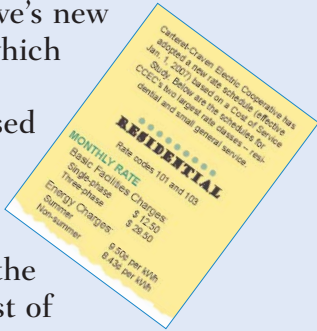 ve's new
which
sed
the
st of
Carteret-Craven Electric Cooperative has
adopted a new rate schedule (effective
Jan. 1, 2007) based on a Cost of Service
Study. Below are the schedules for
CCEC's two largest rate classes – resi-
dential and small general service.
RESIDENTIAL
Rate codes 101 and 103
MONTHLY RATE
Basic Facilities Charges:
Single-phase $ 12.50
Three-phase $ 29.50
Energy Charges:
Summer 9.50¢ per kWh
Non-summer 8.43¢ per kWh